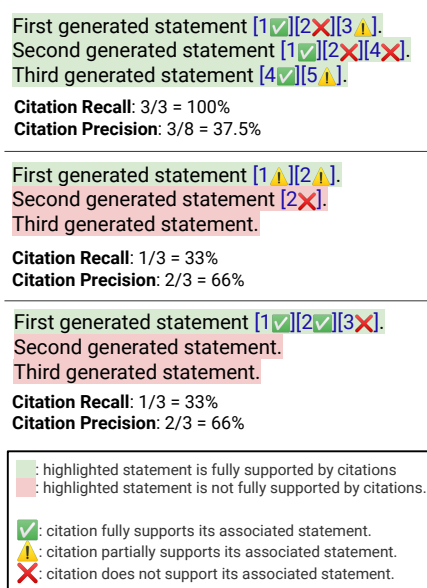 First generated statement [1✅][2❌][3⚠️].
Second generated statement [1✅][2❌][4❌].
Third generated statement [4✅][5⚠️].
Citation Recall: 3/3 = 100%
Citation Precision: 3/8 = 37.5%
First generated statement [1⚠️][2⚠️].
Second generated statement [2❌].
Third generated statement.
Citation Recall: 1/3 = 33%
Citation Precision: 2/3 = 66%
First generated statement [1✅][2✅][3❌].
Second generated statement.
Third generated statement.
Citation Recall: 1/3 = 33%
Citation Precision: 2/3 = 66%
: highlighted statement is fully supported by citations
: highlighted statement is not fully supported by citations.
✅: citation fully supports its associated statement.
⚠️: citation partially supports its associated statement.
❌: citation does not support its associated statement.